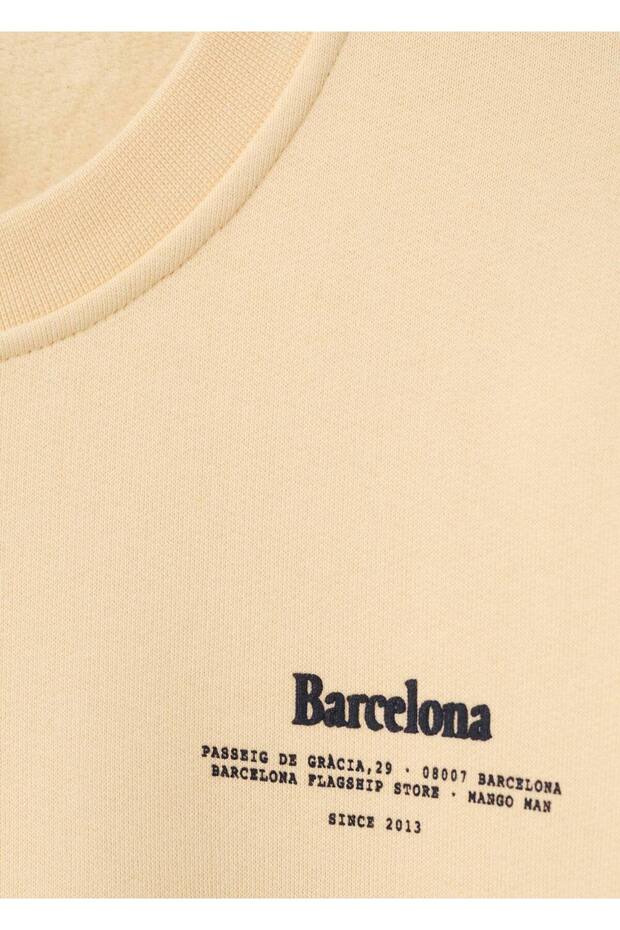 Barcelona
PASSEIG DE GRÀCIA,29 · 08007 BARCELONA
BARCELONA FLAGSHIP STORE · MANGO MAN
SINCE 2013